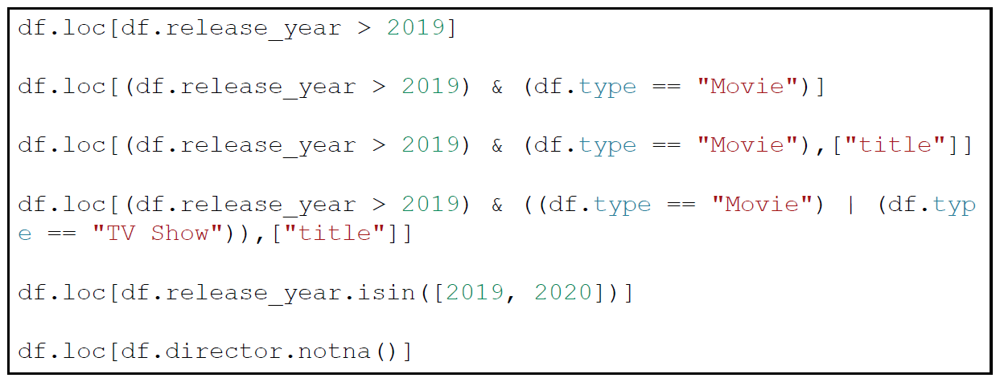 df.loc[df.release_year > 2019]
df.loc[(df.release_year > 2019) & (df.type == "Movie")]
df.loc[(df.release_year > 2019) & (df.type == "Movie"),["title"]]
df.loc[(df.release_year > 2019) & ((df.type == "Movie") | (df.typ
e == "TV Show")),["title"]]
df.loc[df.release_year.isin([2019, 2020])]
df.loc[df.director.notna()]